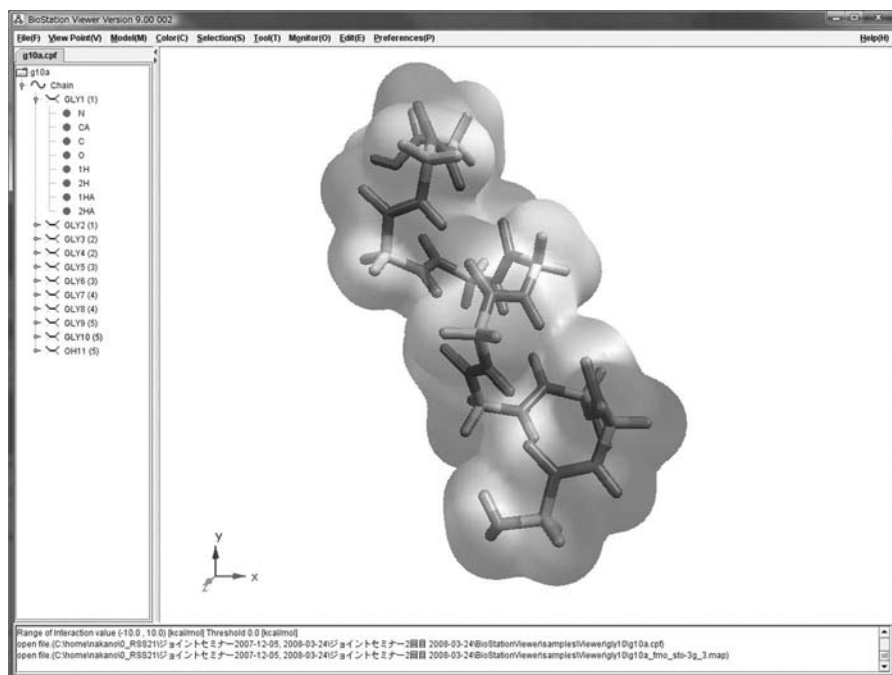 BioStation Viewer Version 9.00 002
File(F) View Point(V) Model(M) Color(C) Selection(S) Tool(T) Monitor(O) Edit(E) Preferences(P) Help(H)
g10a.cpf
g10a
Chain
GLY1 (1)
N
CA
C
O
1H
2H
1HA
2HA
GLY2 (1)
GLY3 (2)
GLY4 (2)
GLY5 (3)
GLY6 (3)
GLY7 (4)
GLY8 (4)
GLY9 (5)
GLY10 (5)
OH11 (5)
y
x
z
Range of Interaction value (-10.0 , 10.0) [kcal/mol] Threshold 0.0 [kcal/mol]
open file.(C:\home\nakano\0_RSS21\ジョイントセミナー2007-12-05, 2008-03-24\ジョイントセミナー2回目 2008-03-24\BioStationViewer\samples\Viewer\gly10\g10a.cpf)
open file.(C:\home\nakano\0_RSS21\ジョイントセミナー2007-12-05, 2008-03-24\ジョイントセミナー2回目 2008-03-24\BioStationViewer\samples\Viewer\gly10\g10a_fmo_sto-3g_3.map)